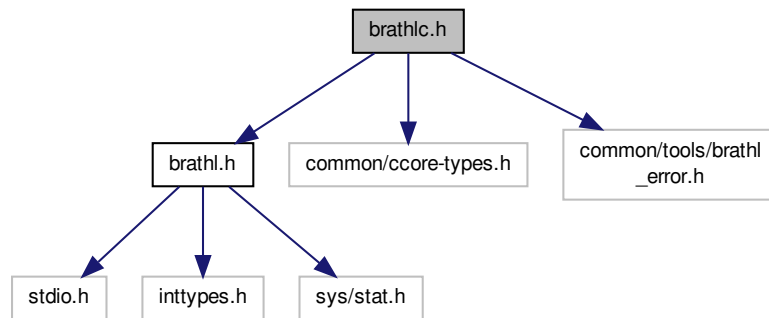 brathlc.h
brathl.h
common/ccore-types.h
common/tools/brathl
_error.h
stdio.h
inttypes.h
sys/stat.h